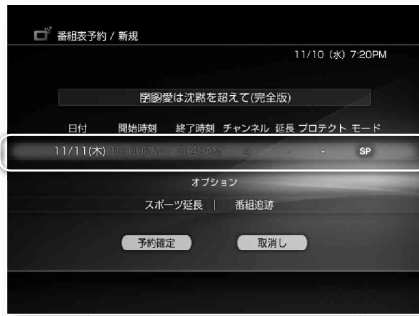 番組表予約 / 新規
11/10 (水) 7:20PM
愛は沈黙を超えて(完全版)
日付 開始時刻 終了時刻 チャンネル 延長 プロテクト モード
11/11(木) - SP
オプション
スポーツ延長 | 番組追跡
予約確定 取消し